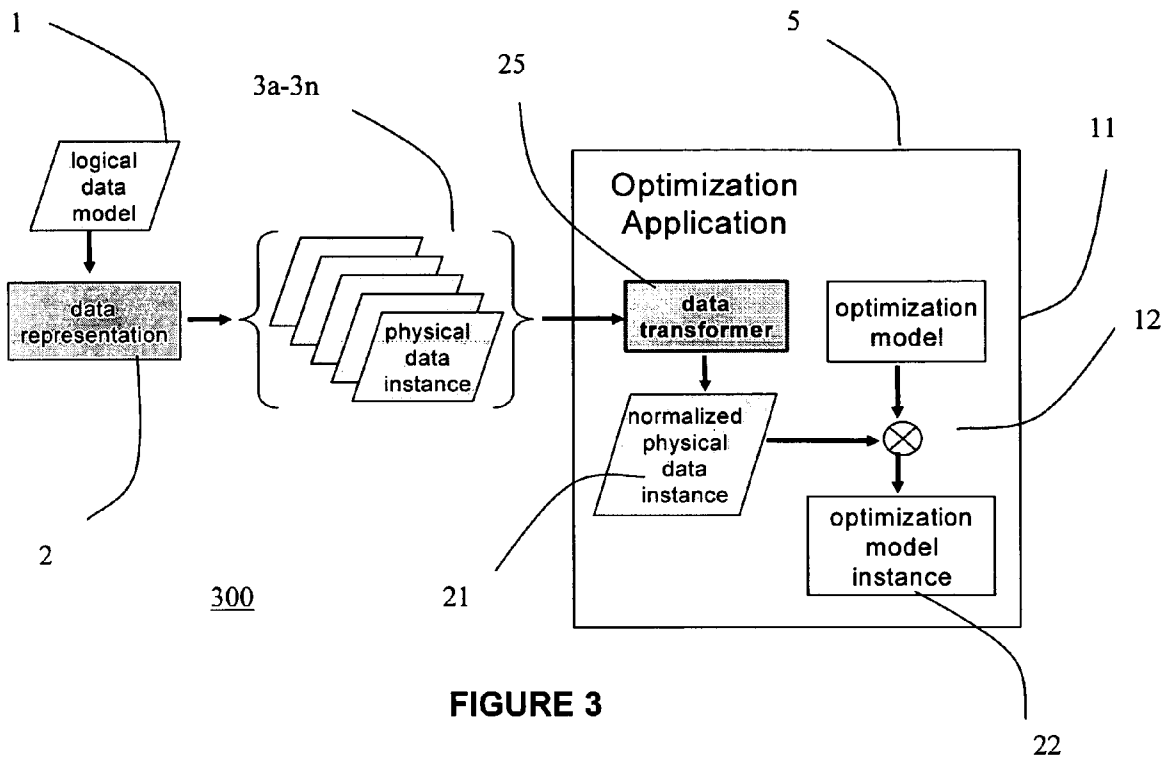 1
5
25
3a-3n
11
logical
data
model
Optimization
Application
12
data
representation
physical
data
instance
data
transformer
optimization
model
normalized
physical
data
instance
optimization
model
instance
2
300
21
22
FIGURE 3